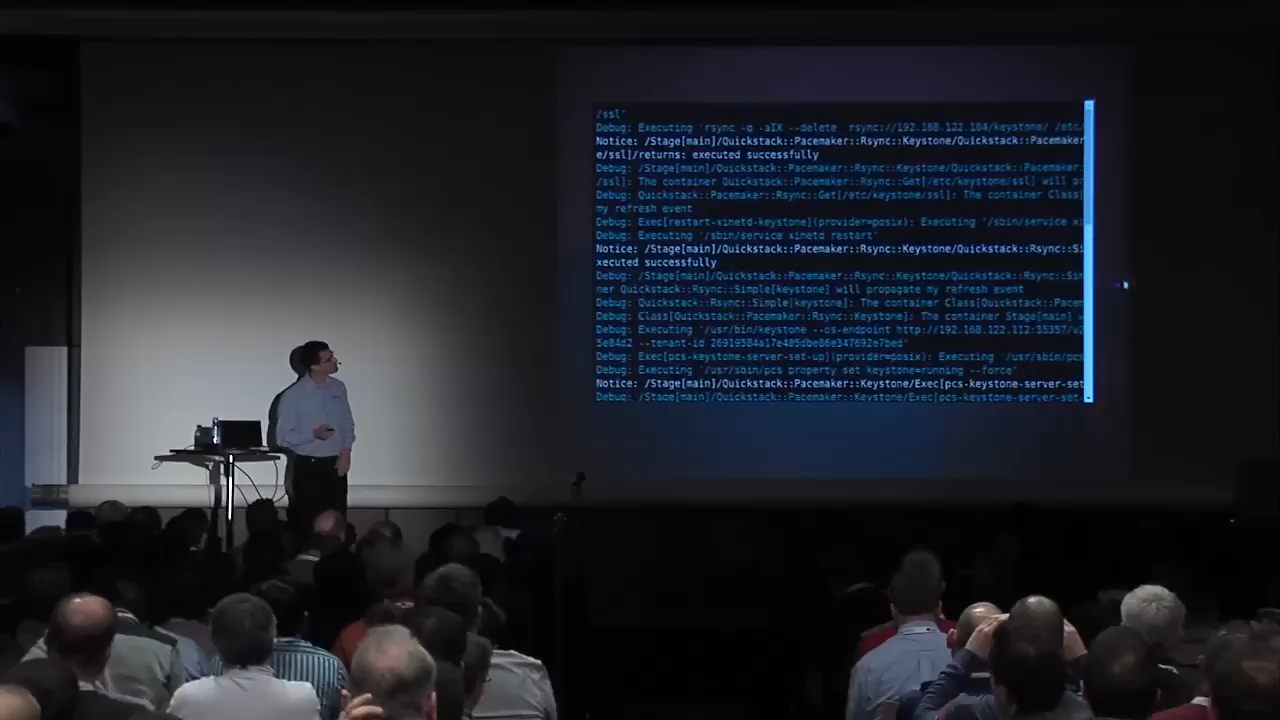 /ssl'
Debug: Executing 'rsync -q -aIX --delete  rsync://192.168.122.104/keystone/ /etc
Notice: /Stage[main]/Quickstack::Pacemaker::Rsync::Keystone/Quickstack::Pacemaker
e/ssl]/returns: executed successfully
Debug: /Stage[main]/Quickstack::Pacemaker::Rsync::Keystone/Quickstack::Pacemaker:
/ssl]: The container Quickstack::Pacemaker::Rsync::Get[/etc/keystone/ssl] will pr
Debug: Quickstack::Pacemaker::Rsync::Get[/etc/keystone/ssl]: The container Class[
my refresh event
Debug: Exec[restart-xinetd-keystone](provider=posix): Executing '/sbin/service xi
Debug: Executing '/sbin/service xinetd restart'
Notice: /Stage[main]/Quickstack::Pacemaker::Rsync::Keystone/Quickstack::Rsync::Si
xecuted successfully
Debug: /Stage[main]/Quickstack::Pacemaker::Rsync::Keystone/Quickstack::Rsync::Sim
ner Quickstack::Rsync::Simple[keystone] will propagate my refresh event
Debug: Quickstack::Rsync::Simple[keystone]: The container Class[Quickstack::Pacem
Debug: Class[Quickstack::Pacemaker::Rsync::Keystone]: The container Stage[main] w
Debug: Executing '/usr/bin/keystone --os-endpoint http://192.168.122.112:35357/v2
5e84d2 --tenant-id 26919584a17e405dbe86e347692e7bed'
Debug: Exec[pcs-keystone-server-set-up](provider=posix): Executing '/usr/sbin/pcs
Debug: Executing '/usr/sbin/pcs property set keystone=running --force'
Notice: /Stage[main]/Quickstack::Pacemaker::Keystone/Exec[pcs-keystone-server-set
Debug: /Stage[main]/Quickstack::Pacemaker::Keystone/Exec[pcs-keystone-server-set-